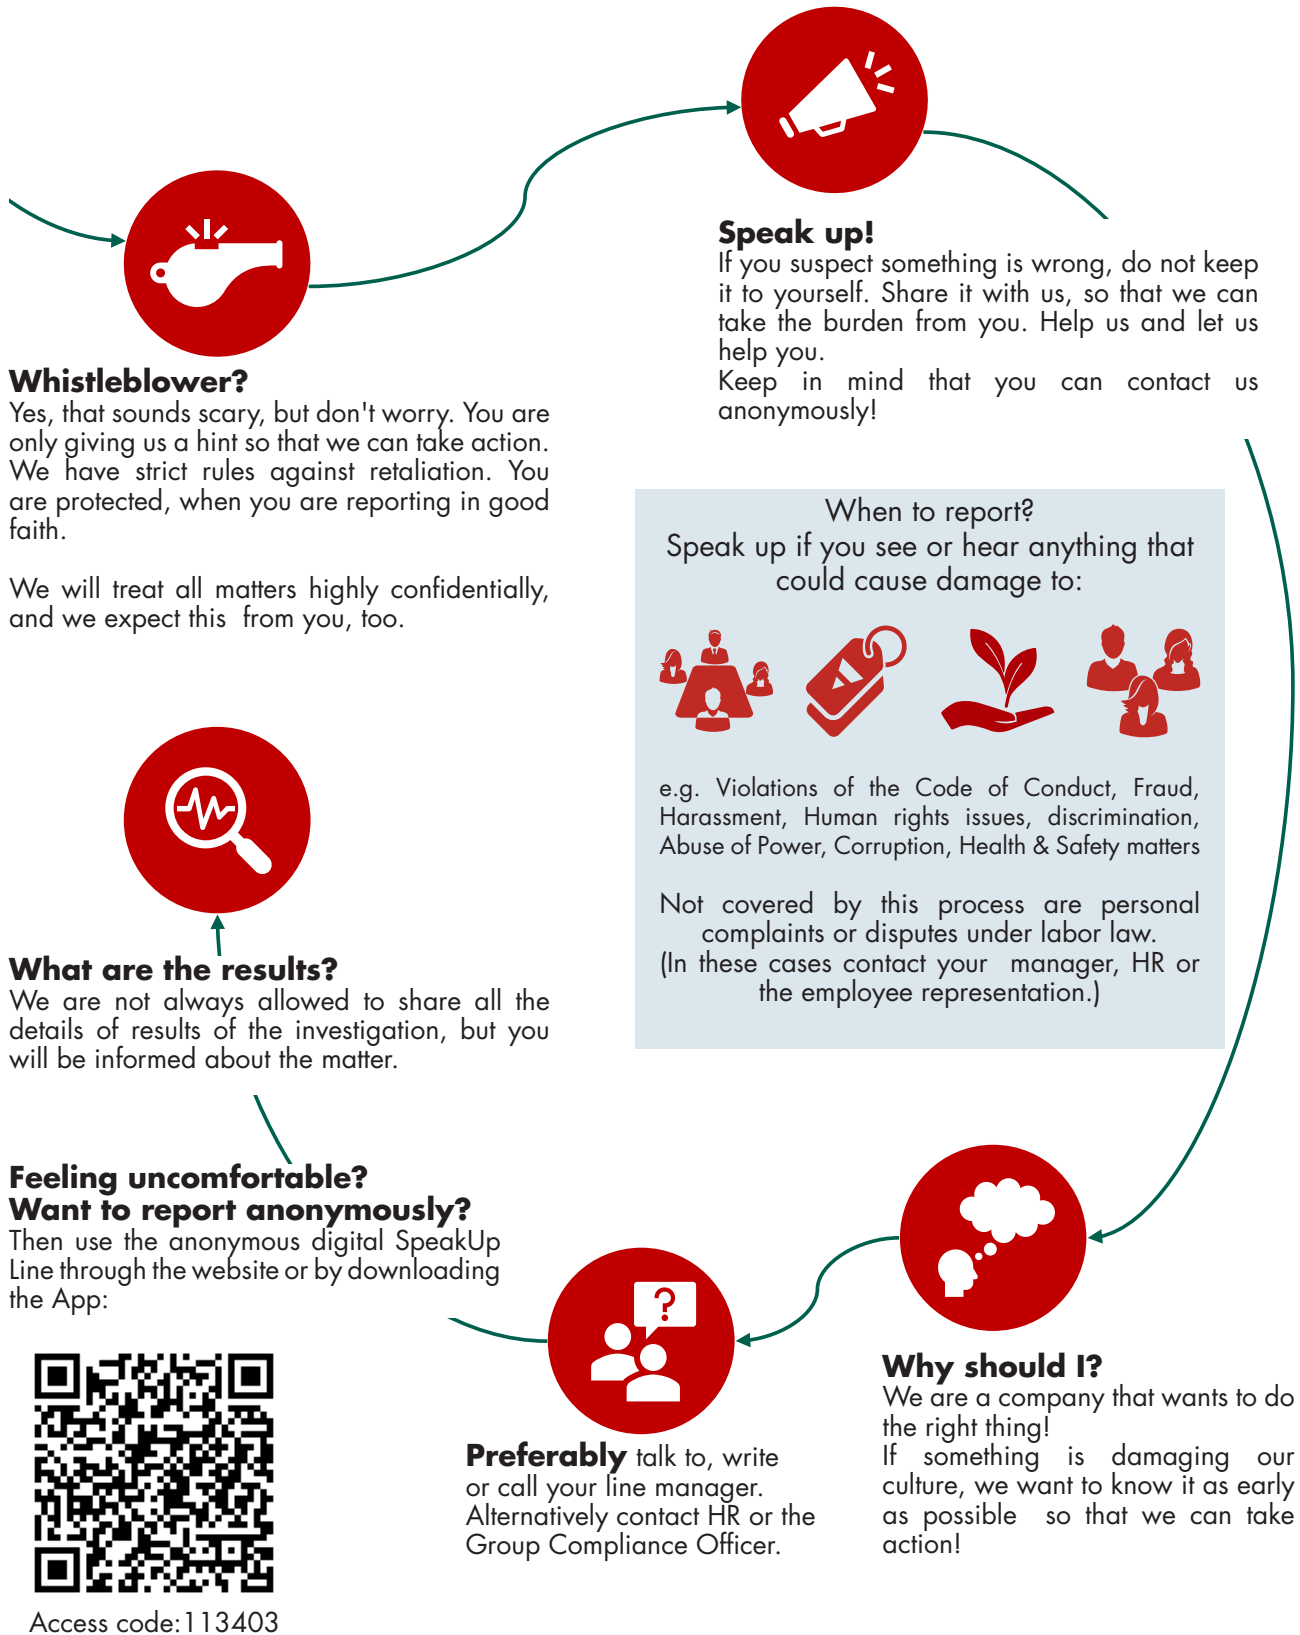 Speak up!
If you suspect something is wrong, do not keep
it to yourself. Share it with us, so that we can
take the burden from you. Help us and let us
help you.
Keep in mind that you can contact us
anonymously!
Whistleblower?
Yes, that sounds scary, but don't worry. You are
only giving us a hint so that we can take action.
We have strict rules against retaliation. You
are protected, when you are reporting in good
faith.
We will treat all matters highly confidentially,
and we expect this from you, too.
When to report?
Speak up if you see or hear anything that
could cause damage to:
e.g. Violations of the Code of Conduct, Fraud,
Harassment, Human rights issues, discrimination,
Abuse of Power, Corruption, Health & Safety matters
Not covered by this process are personal
complaints or disputes under labor law.
(In these cases contact your manager, HR or
the employee representation.)
What are the results?
We are not always allowed to share all the
details of results of the investigation, but you
will be informed about the matter.
Feeling uncomfortable?
Want to report anonymously?
Then use the anonymous digital SpeakUp
Line through the website or by downloading
the App:
?
Why should I?
We are a company that wants to do
the right thing!
If something is damaging our
culture, we want to know it as early
as possible so that we can take
action!
Preferably talk to, write
or call your line manager.
Alternatively contact HR or the
Group Compliance Officer.
Access code:113403